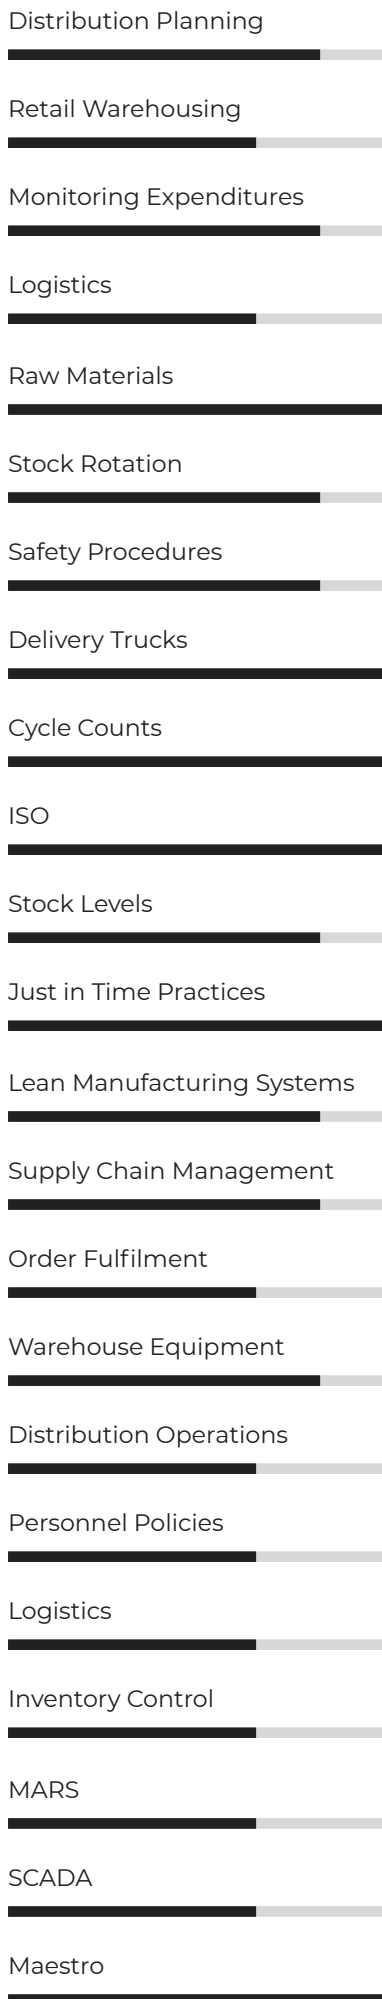 Distribution Planning
Retail Warehousing
Monitoring Expenditures
Logistics
Raw Materials
Stock Rotation
Safety Procedures
Delivery Trucks
Cycle Counts
ISO
Stock Levels
Just in Time Practices
Lean Manufacturing Systems
Supply Chain Management
Order Fulfilment
Warehouse Equipment
Distribution Operations
Personnel Policies
Logistics
Inventory Control
MARS
SCADA
Maestro